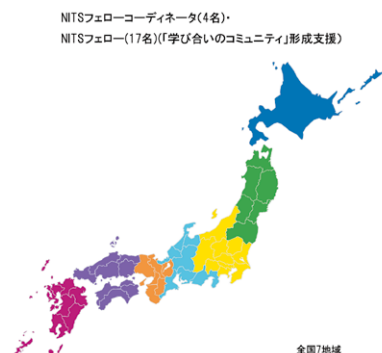 NITSフェローコーディネータ(4名)・
NITSフェロー(17名)(「学び合いのコミュニティ」形成支援)
全国7地域